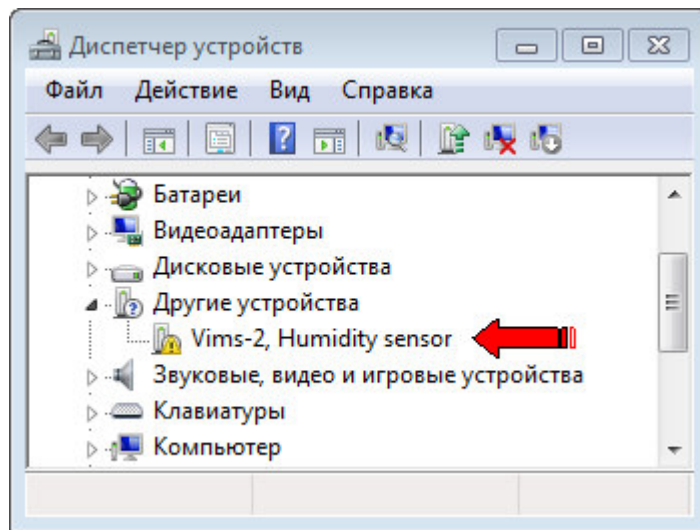 Диспетчер устройств
Файл Действие Вид Справка
Батареи
Видеоадаптеры
Дисковые устройства
Другие устройства
Vims-2, Humidity sensor
Звуковые, видео и игровые устройства
Клавиатуры
Компьютер